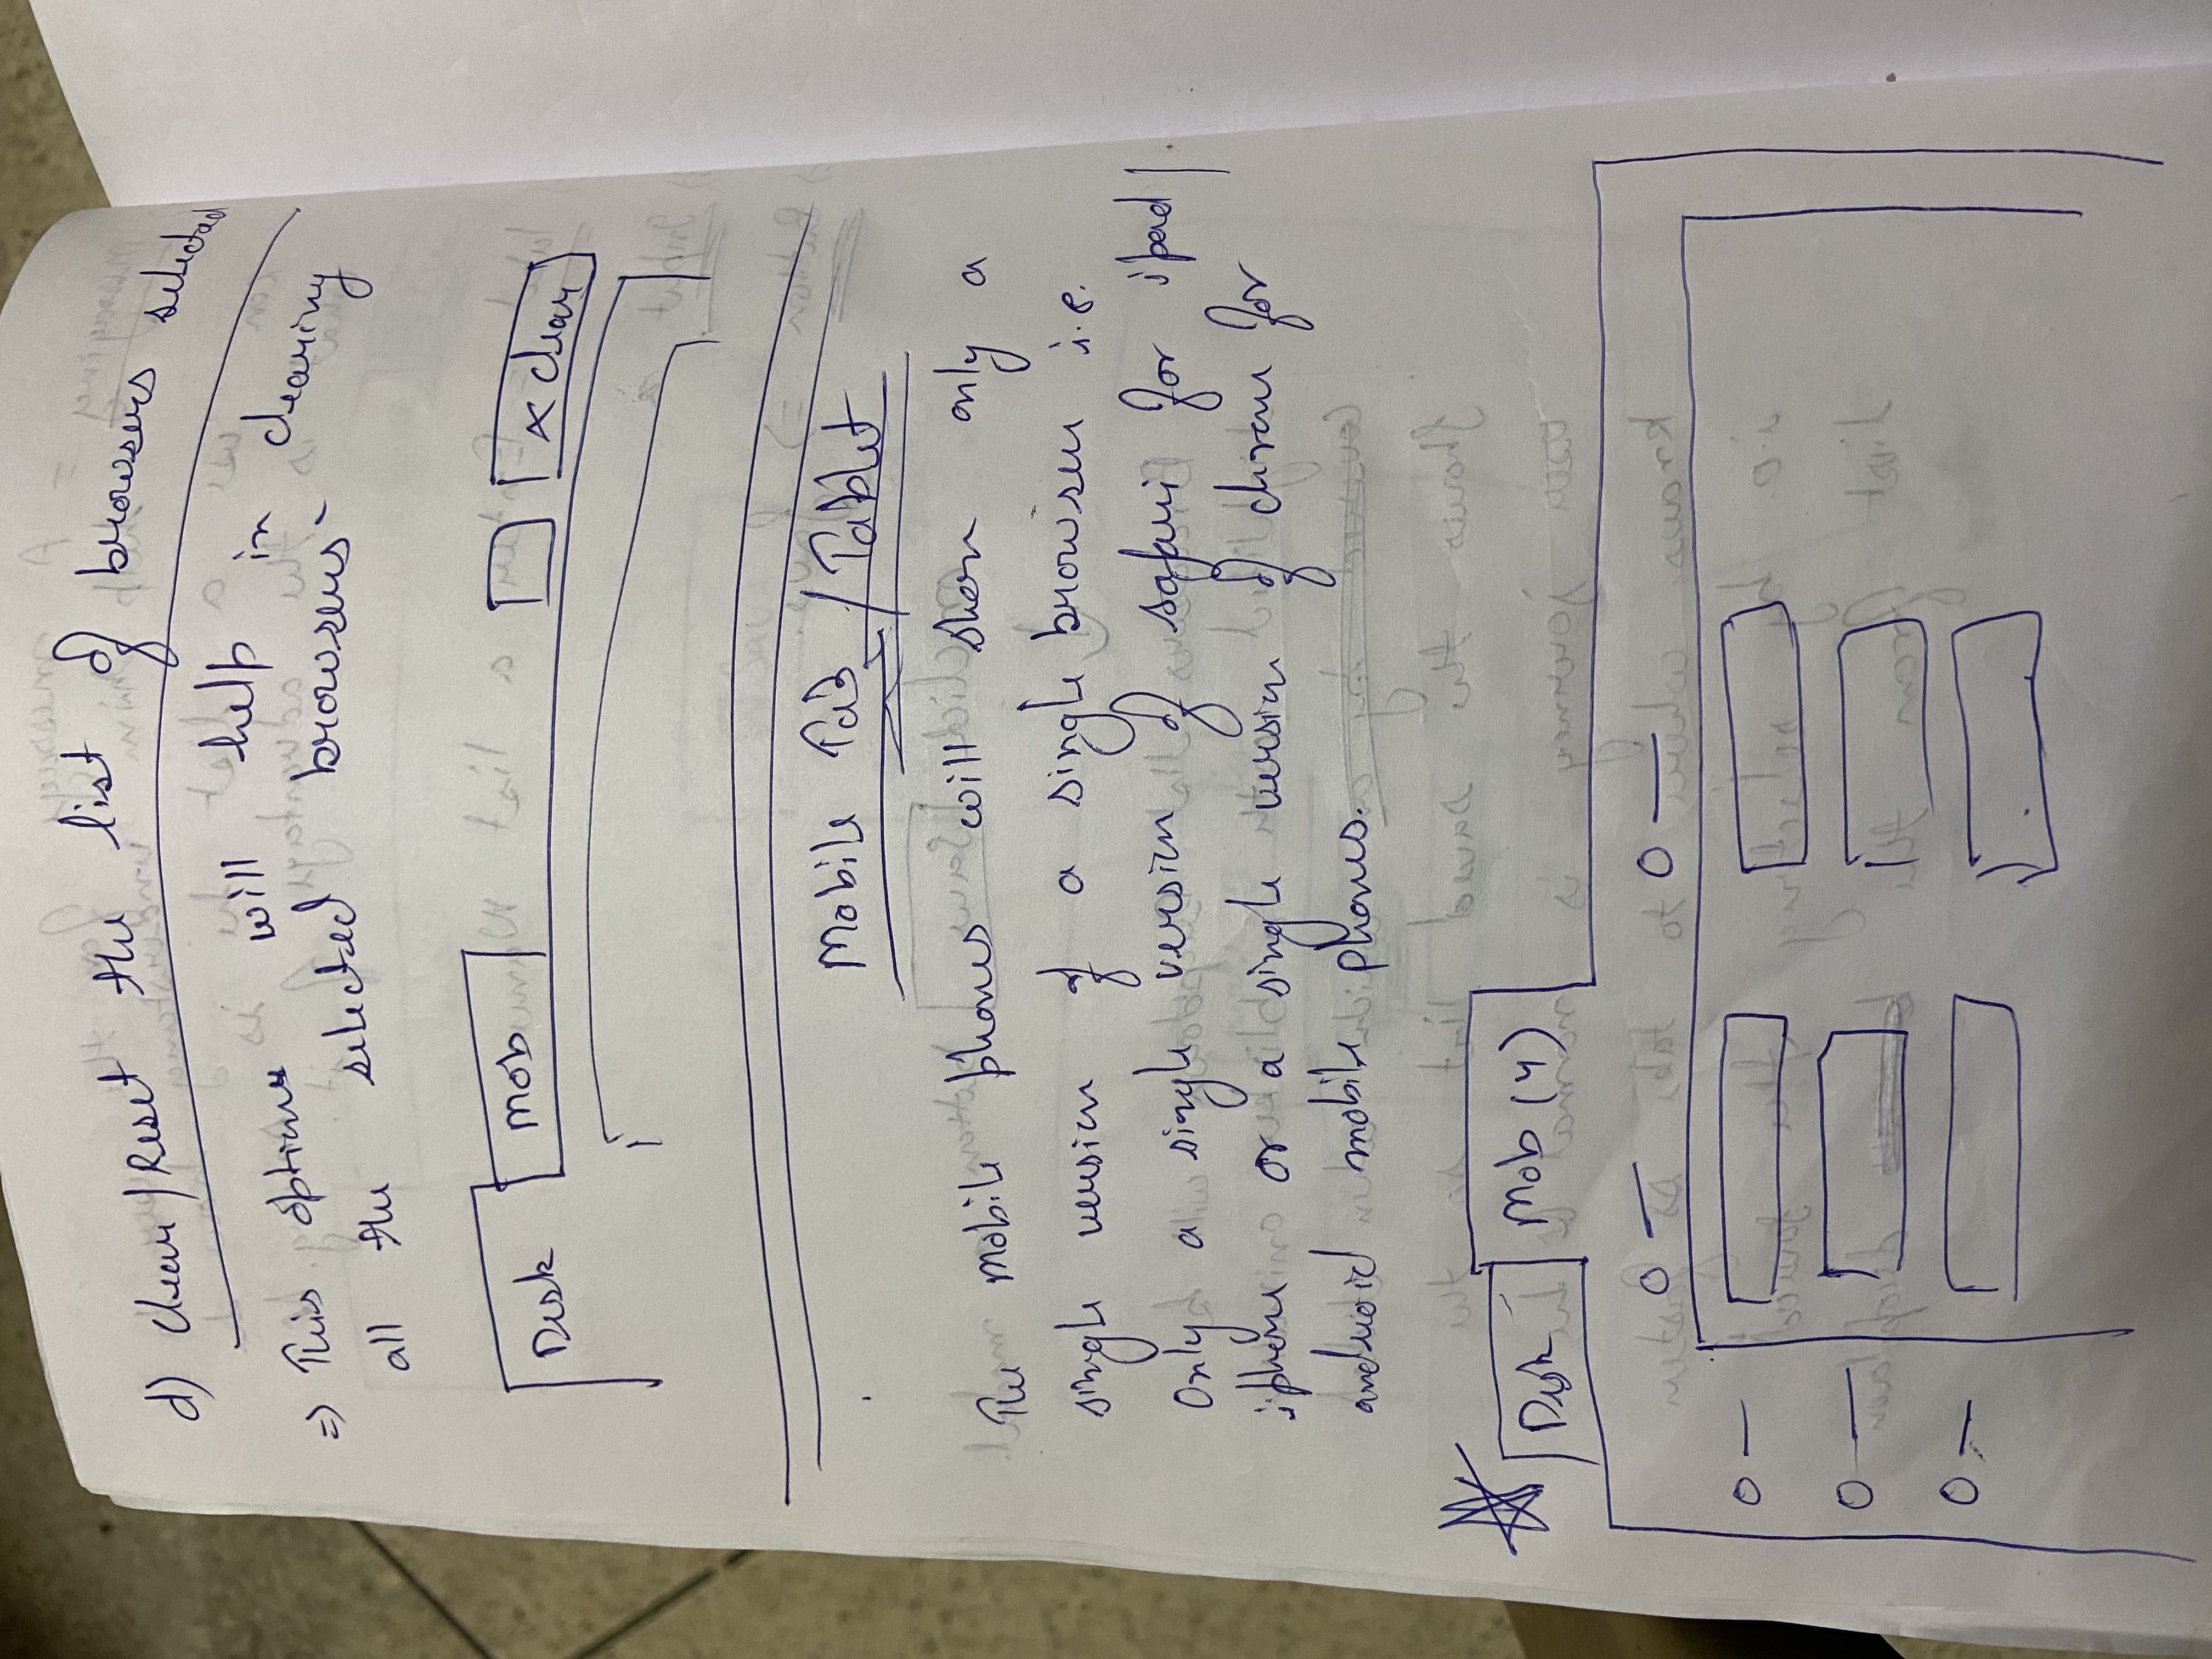 d) Clear/Reset the list of browsers selected
=> This option will help in clearing
all the selected browsers-
Desk Mob x clear
Mobile Tab / Tablet
The mobile phones will show only a
single version of a single browser i.e.
Only a single version of safari for ipad/
iphone or a single version of chrome for
android mobile phones.
Desk Mob (4)